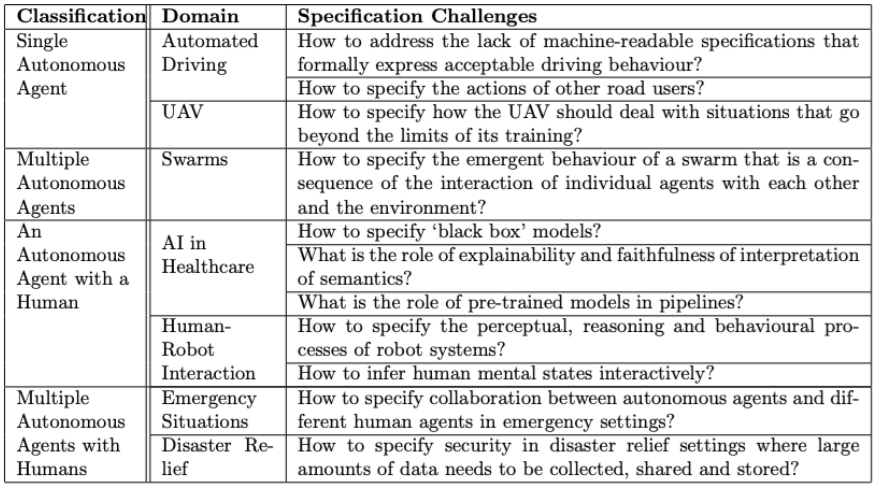 Classification Domain Specification Challenges
Single Automated How to address the lack of machine-readable specifications that
Autonomous Driving formally express acceptable driving behaviour?
Agent How to specify the actions of other road users?
UAV How to specify how the UAV should deal with situations that go
beyond the limits of its training?
Multiple Swarms How to specify the emergent behaviour of a swarm that is a con-
Autonomous sequence of the interaction of individual agents with each other
Agents and the environment?
An How to specify ‘black box’ models?
Autonomous AI in What is the role of explainability and faithfulness of interpretation
Agent with a Healthcare of semantics?
Human What is the role of pre-trained models in pipelines?
Human- How to specify the perceptual, reasoning and behavioural pro-
Robot cesses of robot systems?
Interaction How to infer human mental states interactively?
Multiple Emergency How to specify collaboration between autonomous agents and dif-
Autonomous Situations ferent human agents in emergency settings?
Agents with Disaster Re- How to specify security in disaster relief settings where large
Humans lief amounts of data needs to be collected, shared and stored?